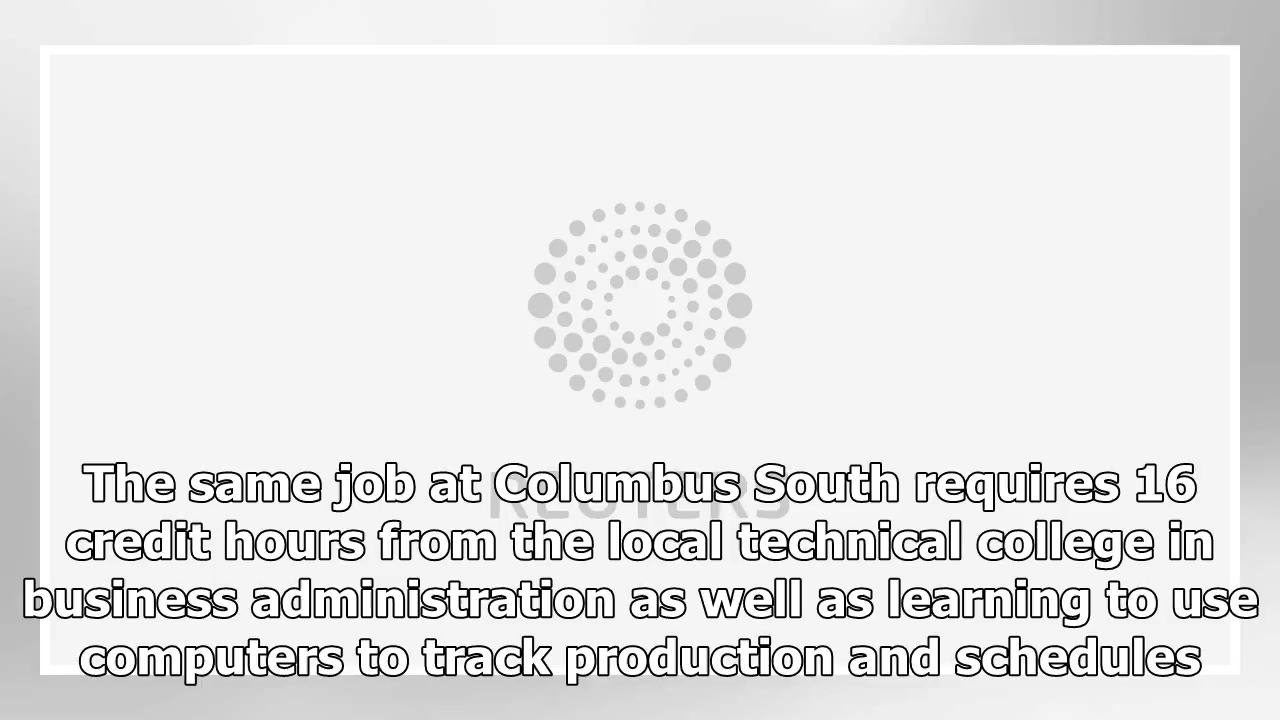 The same job at Columbus South requires 16
credit hours from the local technical college in
business administration as well as learning to use
computers to track production and schedules
REUTERS